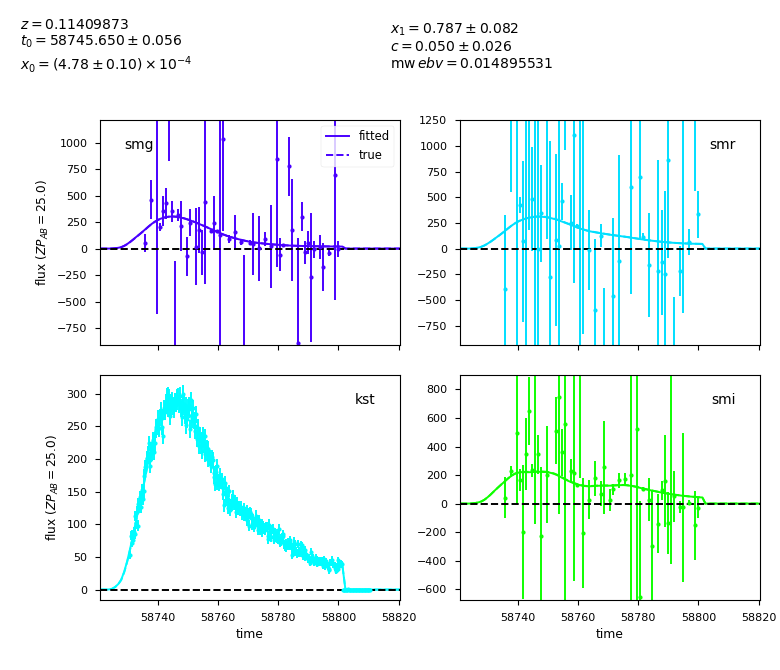 z = 0.11409873
t₀ = 58745.650 ± 0.056
x₀ = (4.78 ± 0.10) × 10⁻⁴
x₁ = 0.787 ± 0.082
c = 0.050 ± 0.026
mw ebv = 0.014895531
smg
fitted
true
1000
750
500
250
0
−250
−500
−750
flux (ZP_AB = 25.0)
smr
1250
1000
750
500
250
0
−250
−500
−750
kst
300
250
200
150
100
50
0
flux (ZP_AB = 25.0)
58740 58760 58780 58800 58820
time
smi
800
600
400
200
0
−200
−400
−600
58740 58760 58780 58800 58820
time